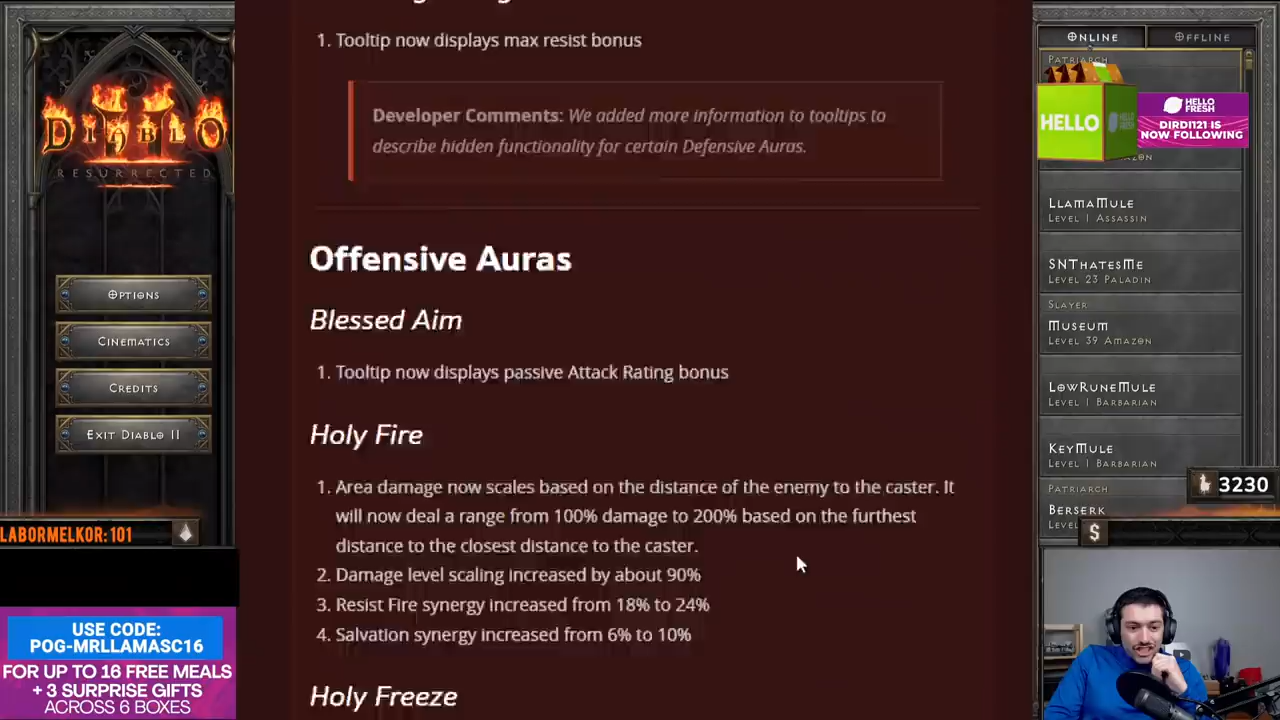 1. Tooltip now displays max resist bonus
Developer Comments: We added more information to tooltips to
describe hidden functionality for certain Defensive Auras.
Offensive Auras
Blessed Aim
1. Tooltip now displays passive Attack Rating bonus
Holy Fire
1. Area damage now scales based on the distance of the enemy to the caster. It
will now deal a range from 100% damage to 200% based on the furthest
distance to the closest distance to the caster.
2. Damage level scaling increased by about 90%
3. Resist Fire synergy increased from 18% to 24%
4. Salvation synergy increased from 6% to 10%
Holy Freeze
DIABLO
II
RESURRECTED
OPTIONS
CINEMATICS
CREDITS
EXIT DIABLO II
LABORMELKOR: 101
USE CODE:
POG-MRLLAMASC16
FOR UP TO 16 FREE MEALS
+ 3 SURPRISE GIFTS
ACROSS 6 BOXES
ONLINE
OFFLINE
PATRIARCH
HELLO
HELLO
FRESH
DIRDI121 IS
NOW FOLLOWING
LLAMAMULE
LEVEL 1 ASSASSIN
SNTHATESME
LEVEL 23 PALADIN
SLAYER
MUSEUM
LEVEL 39 AMAZON
LOWRUNEMULE
LEVEL 1 BARBARIAN
KEYMULE
LEVEL 1 BARBARIAN
3230
PATRIARCH
BERSERK
LEVEL
$